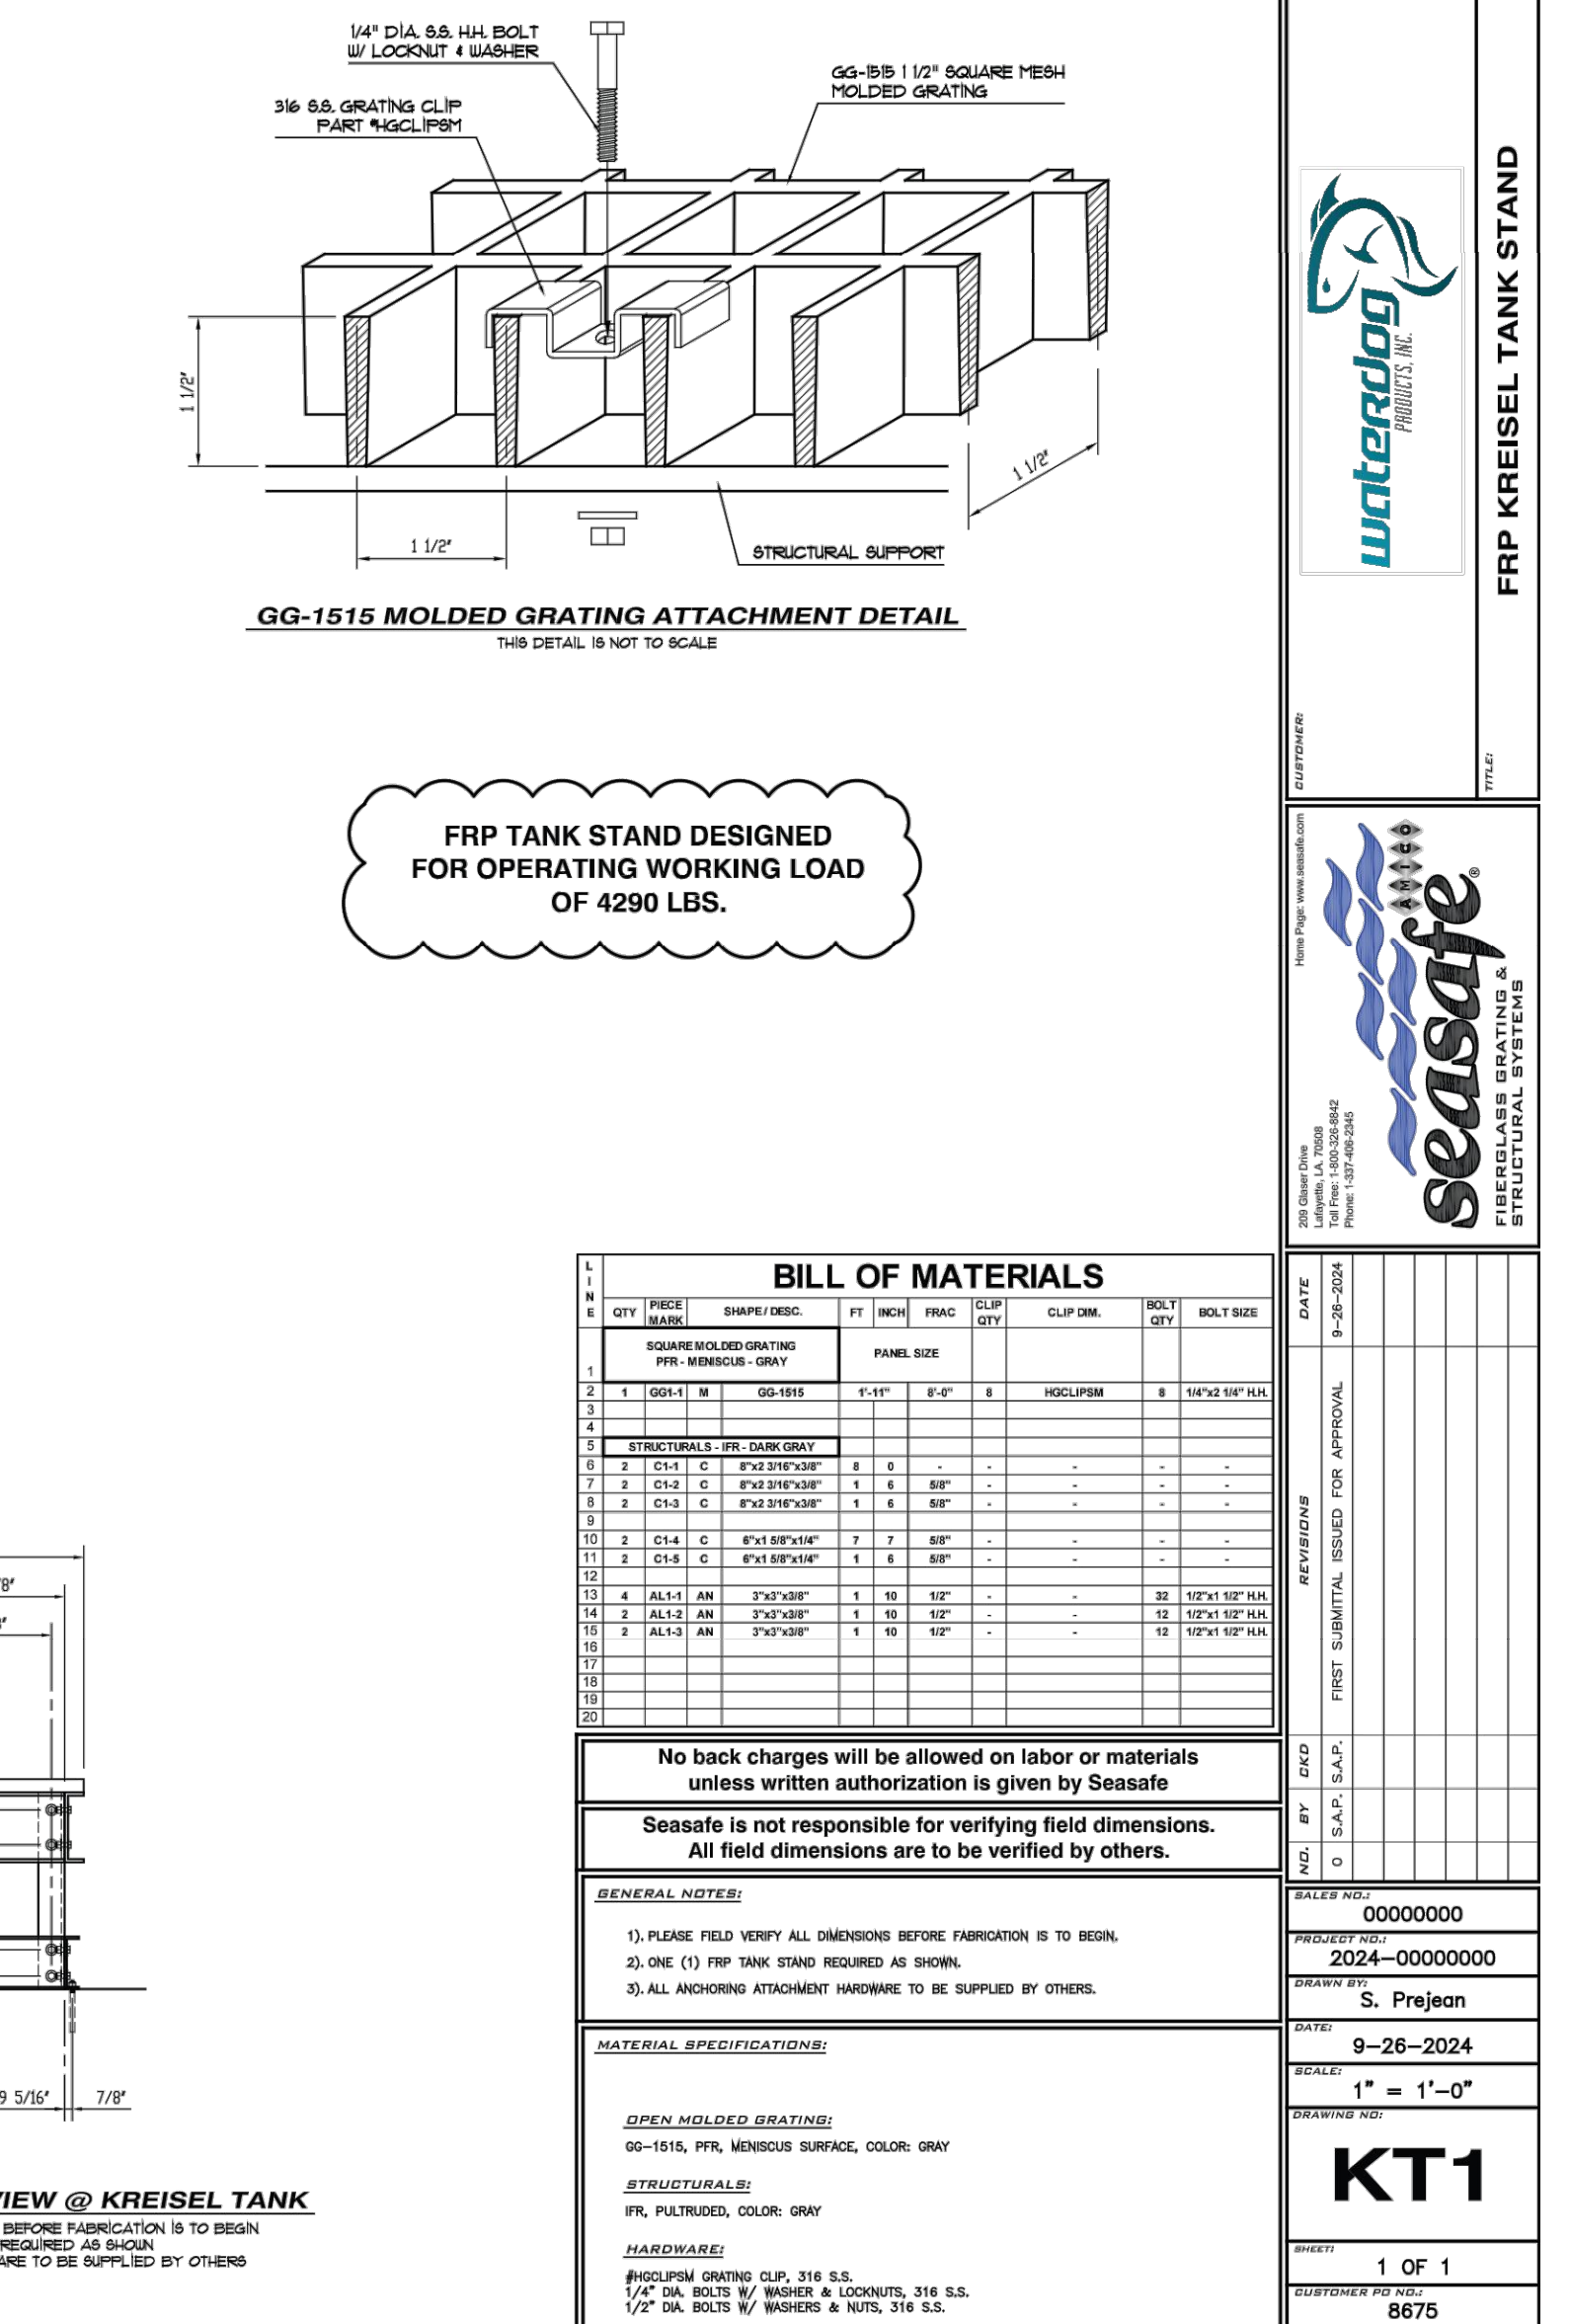 1/4" DIA. S.S. H.H. BOLT
W/ LOCKNUT & WASHER
316 S.S. GRATING CLIP
PART #HGCLIPSM
GG-1515 1 1/2" SQUARE MESH
MOLDED GRATING
1 1/2"
1 1/2"
1 1/2"
STRUCTURAL SUPPORT
GG-1515 MOLDED GRATING ATTACHMENT DETAIL
THIS DETAIL IS NOT TO SCALE
FRP TANK STAND DESIGNED
FOR OPERATING WORKING LOAD
OF 4290 LBS.
LINE BILL OF MATERIALS
QTY PIECE MARK SHAPE / DESC. FT INCH FRAC CLIP QTY CLIP DIM. BOLT QTY BOLT SIZE
1 SQUARE MOLDED GRATING PFR - MENISCUS - GRAY PANEL SIZE
2 1 GG1-1 M GG-1515 1'-11" 8'-0" 8 HGCLIPSM 8 1/4"x2 1/4" H.H.
3
4
5 STRUCTURALS - IFR - DARK GRAY
6 2 C1-1 C 8"x2 3/16"x3/8" 8 0 - - - - -
7 2 C1-2 C 8"x2 3/16"x3/8" 1 6 5/8" - - - -
8 2 C1-3 C 8"x2 3/16"x3/8" 1 6 5/8" - - - -
9
10 2 C1-4 C 6"x1 5/8"x1/4" 7 7 5/8" - - - -
11 2 C1-5 C 6"x1 5/8"x1/4" 1 6 5/8" - - - -
12
13 4 AL1-1 AN 3"x3"x3/8" 1 10 1/2" - - 32 1/2"x1 1/2" H.H.
14 2 AL1-2 AN 3"x3"x3/8" 1 10 1/2" - - 12 1/2"x1 1/2" H.H.
15 2 AL1-3 AN 3"x3"x3/8" 1 10 1/2" - - 12 1/2"x1 1/2" H.H.
16
17
18
19
20
No back charges will be allowed on labor or materials
unless written authorization is given by Seasafe
Seasafe is not responsible for verifying field dimensions.
All field dimensions are to be verified by others.
GENERAL NOTES:
1). PLEASE FIELD VERIFY ALL DIMENSIONS BEFORE FABRICATION IS TO BEGIN.
2). ONE (1) FRP TANK STAND REQUIRED AS SHOWN.
3). ALL ANCHORING ATTACHMENT HARDWARE TO BE SUPPLIED BY OTHERS.
MATERIAL SPECIFICATIONS:
OPEN MOLDED GRATING:
GG-1515, PFR, MENISCUS SURFACE, COLOR: GRAY
STRUCTURALS:
IFR, PULTRUDED, COLOR: GRAY
HARDWARE:
#HGCLIPSM GRATING CLIP, 316 S.S.
1/4" DIA. BOLTS W/ WASHER & LOCKNUTS, 316 S.S.
1/2" DIA. BOLTS W/ WASHERS & NUTS, 316 S.S.
9 5/16"
7/8"
VIEW @ KREISEL TANK
BEFORE FABRICATION IS TO BEGIN
REQUIRED AS SHOWN
ARE TO BE SUPPLIED BY OTHERS
CUSTOMER:
waterdog
PRODUCTS, INC.
TITLE:
FRP KREISEL TANK STAND
209 Glaser Drive
Lafayette, LA. 70508
Toll Free: 1-800-326-8842
Phone: 1-337-406-2345
Home Page: www.seasafe.com
AMICO
seasafe®
FIBERGLASS GRATING &
STRUCTURAL SYSTEMS
NO. BY CKD REVISIONS DATE
0 S.A.P. S.A.P. FIRST SUBMITTAL ISSUED FOR APPROVAL 9-26-2024
SALES NO.:
00000000
PROJECT NO.:
2024-00000000
DRAWN BY:
S. Prejean
DATE:
9-26-2024
SCALE:
1" = 1'-0"
DRAWING NO:
KT1
SHEET:
1 OF 1
CUSTOMER PO NO.:
8675